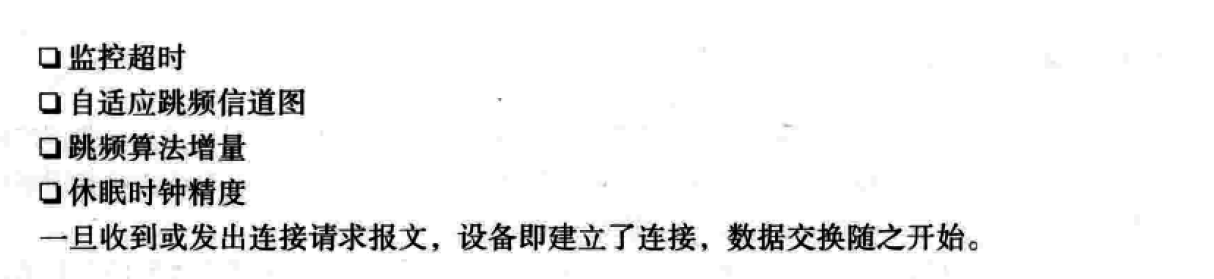 ❏ 监控超时
❏ 自适应跳频信道图
❏ 跳频算法增量
❏ 休眠时钟精度
一旦收到或发出连接请求报文，设备即建立了连接，数据交换随之开始。